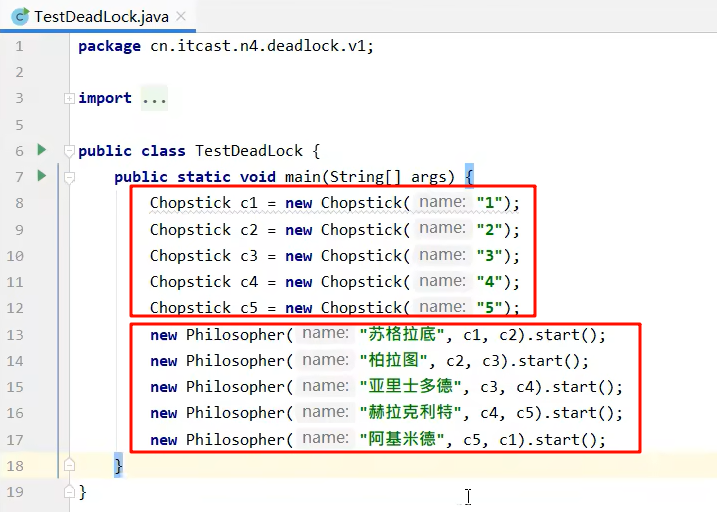 TestDeadLock.java
1 package cn.itcast.n4.deadlock.v1;
2
3 import ...
5
6 public class TestDeadLock {
7 public static void main(String[] args) {
8 Chopstick c1 = new Chopstick( name: "1");
9 Chopstick c2 = new Chopstick( name: "2");
10 Chopstick c3 = new Chopstick( name: "3");
11 Chopstick c4 = new Chopstick( name: "4");
12 Chopstick c5 = new Chopstick( name: "5");
13 new Philosopher( name: "苏格拉底", c1, c2).start();
14 new Philosopher( name: "柏拉图", c2, c3).start();
15 new Philosopher( name: "亚里士多德", c3, c4).start();
16 new Philosopher( name: "赫拉克利特", c4, c5).start();
17 new Philosopher( name: "阿基米德", c5, c1).start();
18 }
19 }